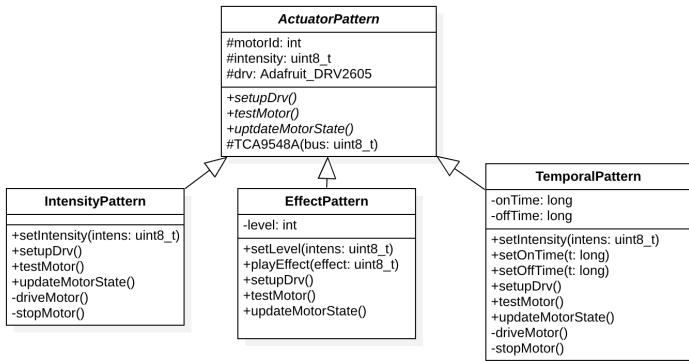 ActuatorPattern
#motorId: int
#intensity: uint8_t
#drv: Adafruit_DRV2605
+setupDrv()
+testMotor()
+uptdateMotorState()
#TCA9548A(bus: uint8_t)
IntensityPattern
+setIntensity(intens: uint8_t)
+setupDrv()
+testMotor()
+updateMotorState()
-driveMotor()
-stopMotor()
EffectPattern
-level: int
+setLevel(intens: uint8_t)
+playEffect(effect: uint8_t)
+setupDrv()
+testMotor()
+updateMotorState()
TemporalPattern
-onTime: long
-offTime: long
+setIntensity(intens: uint8_t)
+setOnTime(t: long)
+setOffTime(t: long)
+setupDrv()
+testMotor()
+updateMotorState()
-driveMotor()
-stopMotor()